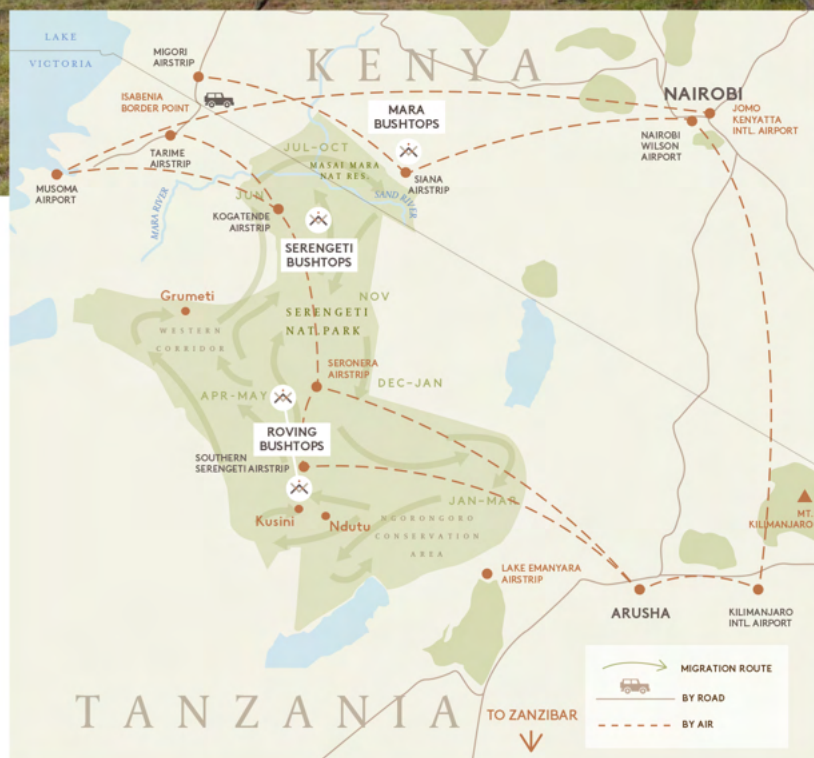 LAKE
VICTORIA
KENYA
MIGORI
AIRSTRIP
ISABENIA
BORDER POINT
MARA
BUSHTOPS
NAIROBI
JOMO
KENYATTA
INTL. AIRPORT
NAIROBI
WILSON
AIRPORT
TARIME
AIRSTRIP
JUL-OCT
MASAI MARA
NAT RES.
SIANA
AIRSTRIP
MUSOMA
AIRPORT
JUN
MARA RIVER
SAND RIVER
KOGATENDE
AIRSTRIP
SERENGETI
BUSHTOPS
Grumeti
NOV
WESTERN
CORRIDOR
SERENGETI
NAT PARK
SERONERA
AIRSTRIP
DEC-JAN
APR-MAY
ROVING
BUSHTOPS
SOUTHERN
SERENGETI AIRSTRIP
JAN-MAR
Kusini
Ndutu
NGORONGORO
CONSERVATION
AREA
MT.
KILIMANJARO
LAKE EMANYARA
AIRSTRIP
ARUSHA
KILIMANJARO
INTL. AIRPORT
TANZANIA
TO ZANZIBAR
MIGRATION ROUTE
BY ROAD
BY AIR